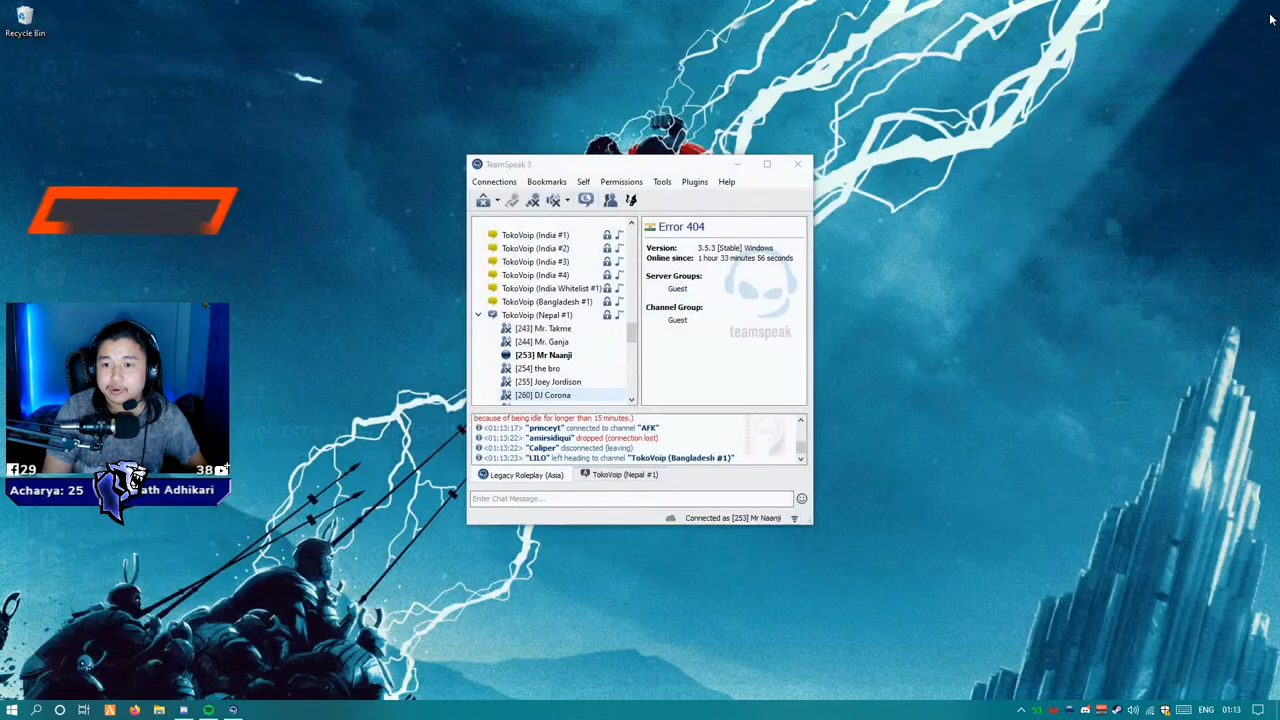 Recycle Bin
TeamSpeak 3
Connections Bookmarks Self Permissions Tools Plugins Help
TokoVoip (India #1)
TokoVoip (India #2)
TokoVoip (India #3)
TokoVoip (India #4)
TokoVoip (India Whitelist #1)
TokoVoip (Bangladesh #1)
TokoVoip (Nepal #1)
[243] Mr. Takme
[244] Mr. Ganja
[253] Mr Naanji
[254] the bro
[255] Joey Jordison
[260] DJ Corona
Error 404
Version: 3.5.3 [Stable] Windows
Online since: 1 hour 33 minutes 56 seconds
Server Groups:
Guest
Channel Group:
Guest
teamspeak
because of being idle for longer than 15 minutes.)
<01:13:17> "princeyt" connected to channel "AFK"
<01:13:22> "amirsidiqui" dropped (connection lost)
<01:13:22> "Caliper" disconnected (leaving)
<01:13:23> "LILO" left heading to channel "TokoVoip (Bangladesh #1)"
Legacy Roleplay (Asia) TokoVoip (Nepal #1)
Enter Chat Message...
Connected as [253] Mr Naanji
29 38
Acharya: 25 ath Adhikari
53 ENG 01:13